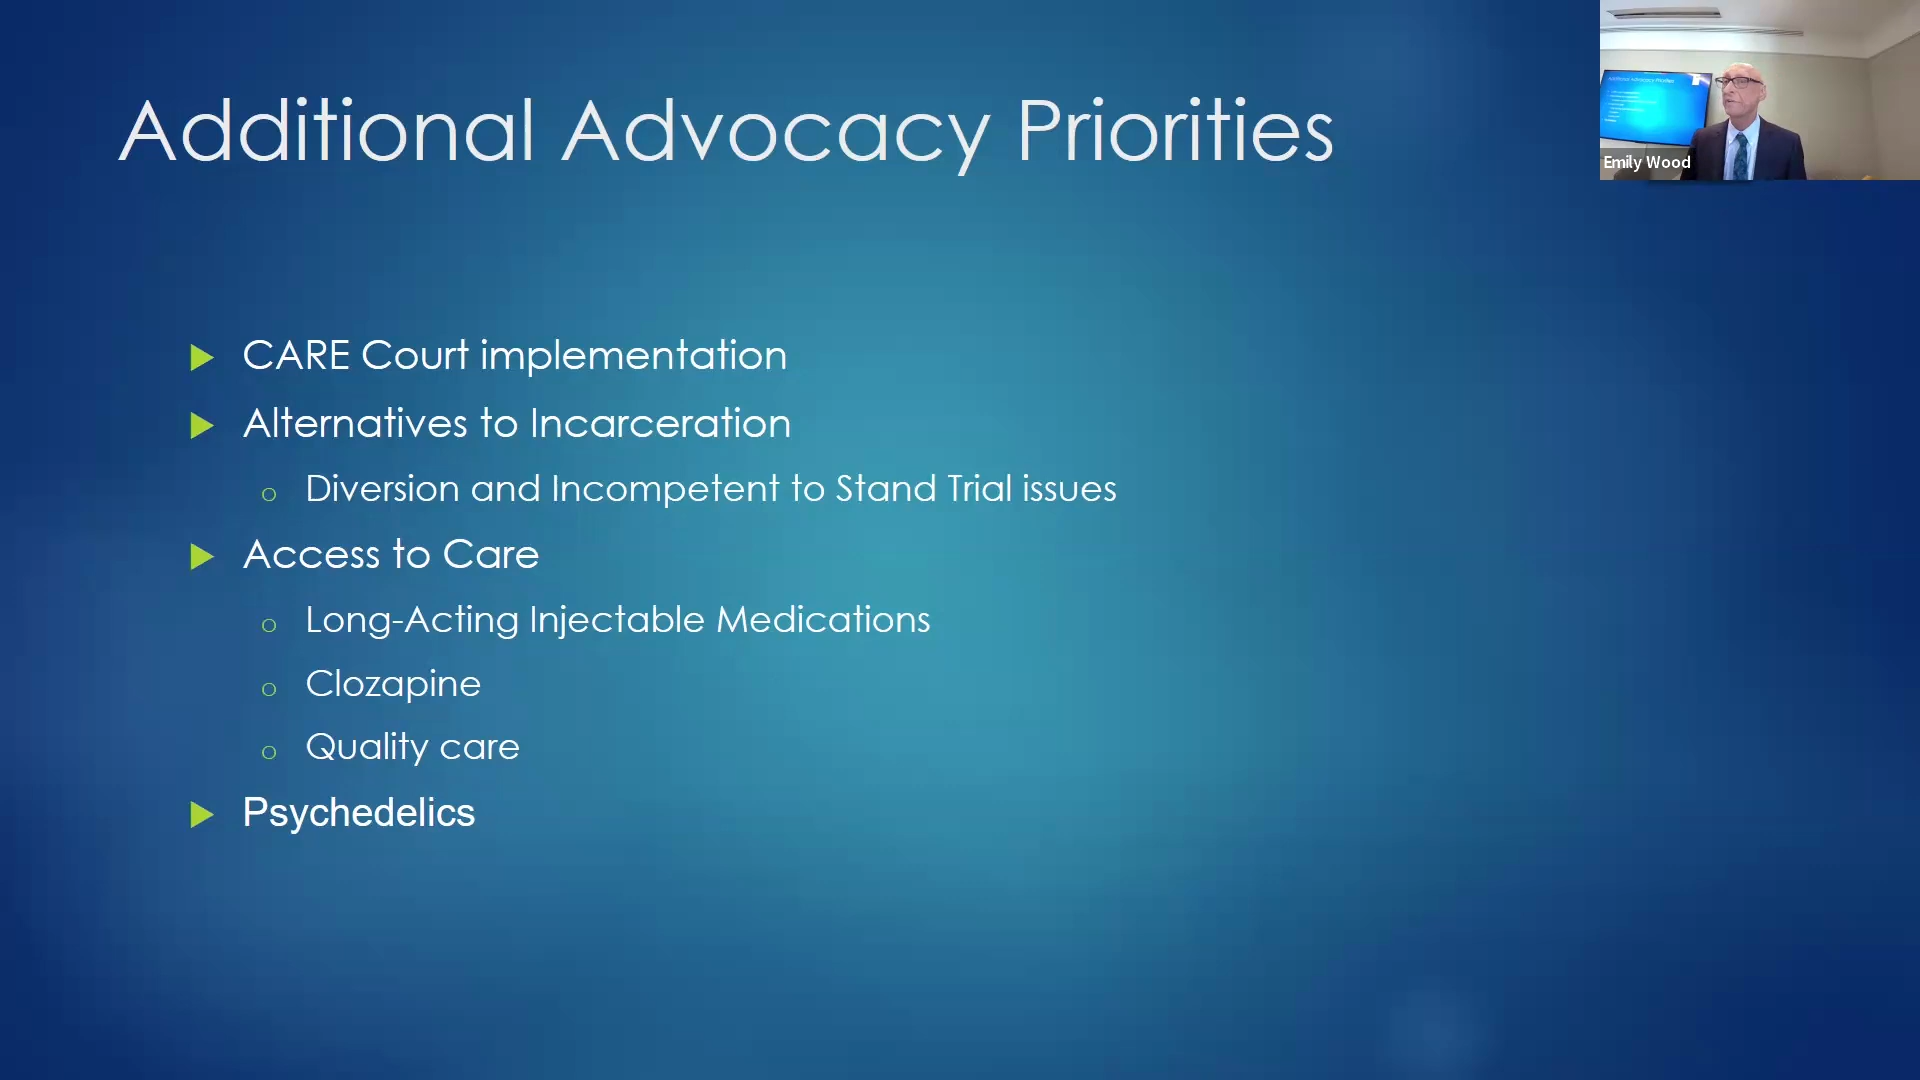 Additional Advocacy Priorities
Emily Wood
CARE Court implementation
Alternatives to Incarceration
Diversion and Incompetent to Stand Trial issues
Access to Care
Long-Acting Injectable Medications
Clozapine
Quality care
Psychedelics